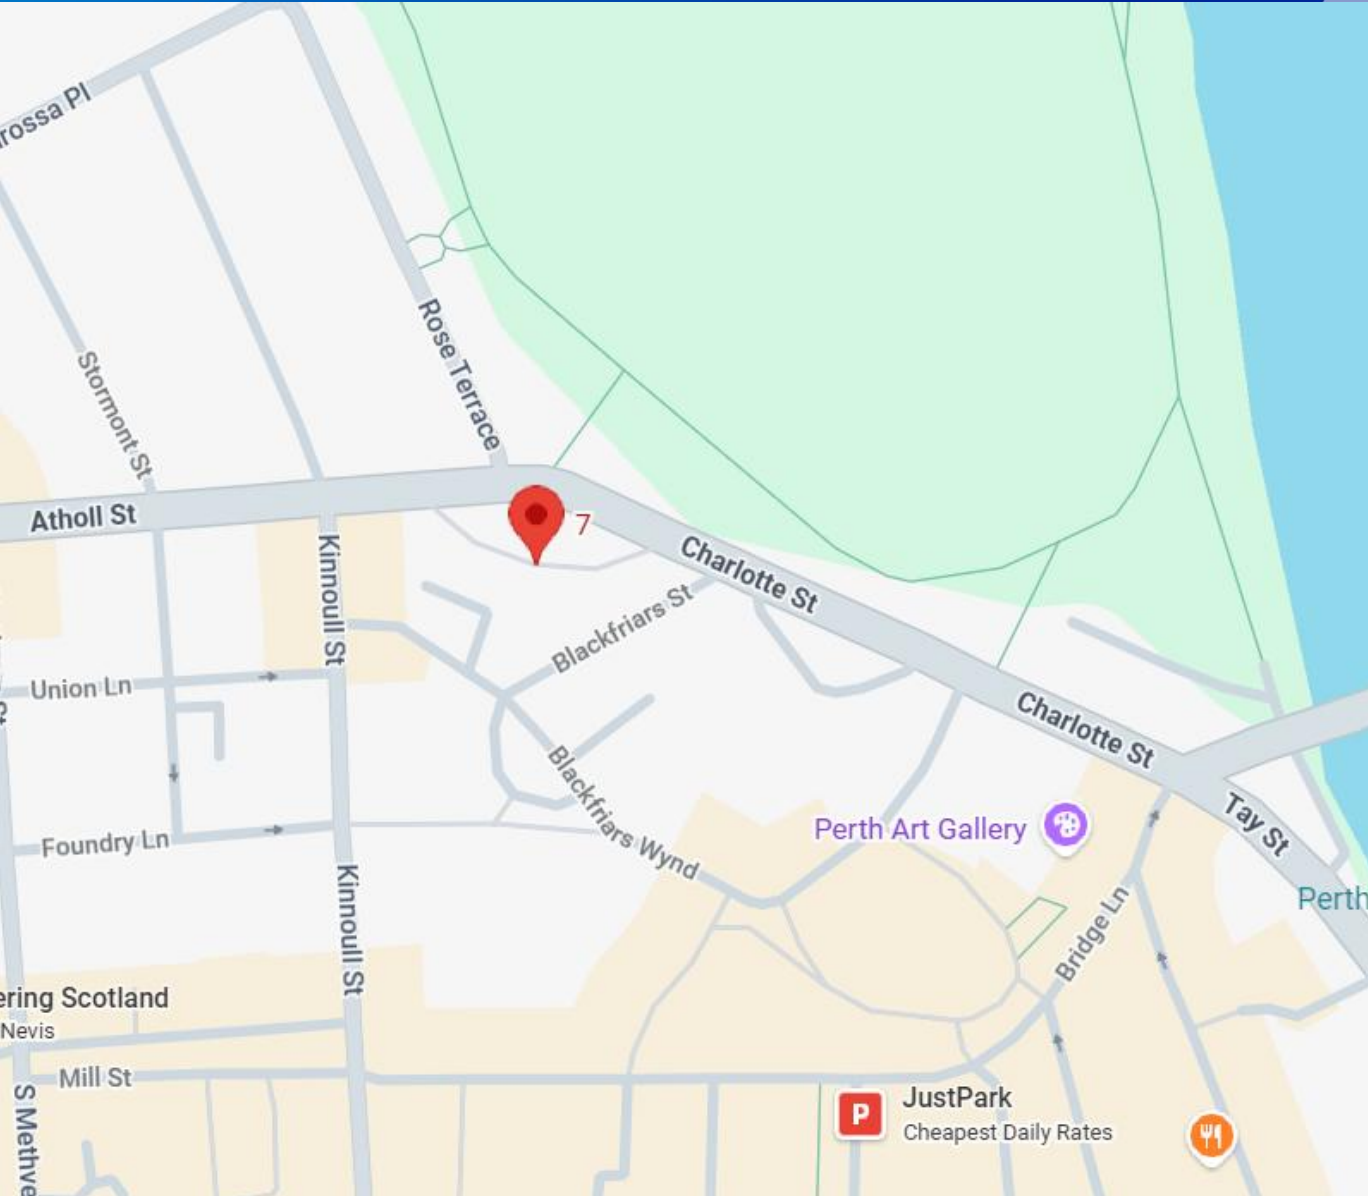 rossa Pl
Rose Terrace
Stormont St
Atholl St
7
Kinnoull St
Charlotte St
Blackfriars St
Union Ln
Charlotte St
Blackfriars Wynd
Perth Art Gallery
Tay St
Foundry Ln
Kinnoull St
Perth
Bridge Ln
ering Scotland
Nevis
Mill St
S Methve
JustPark
P
Cheapest Daily Rates